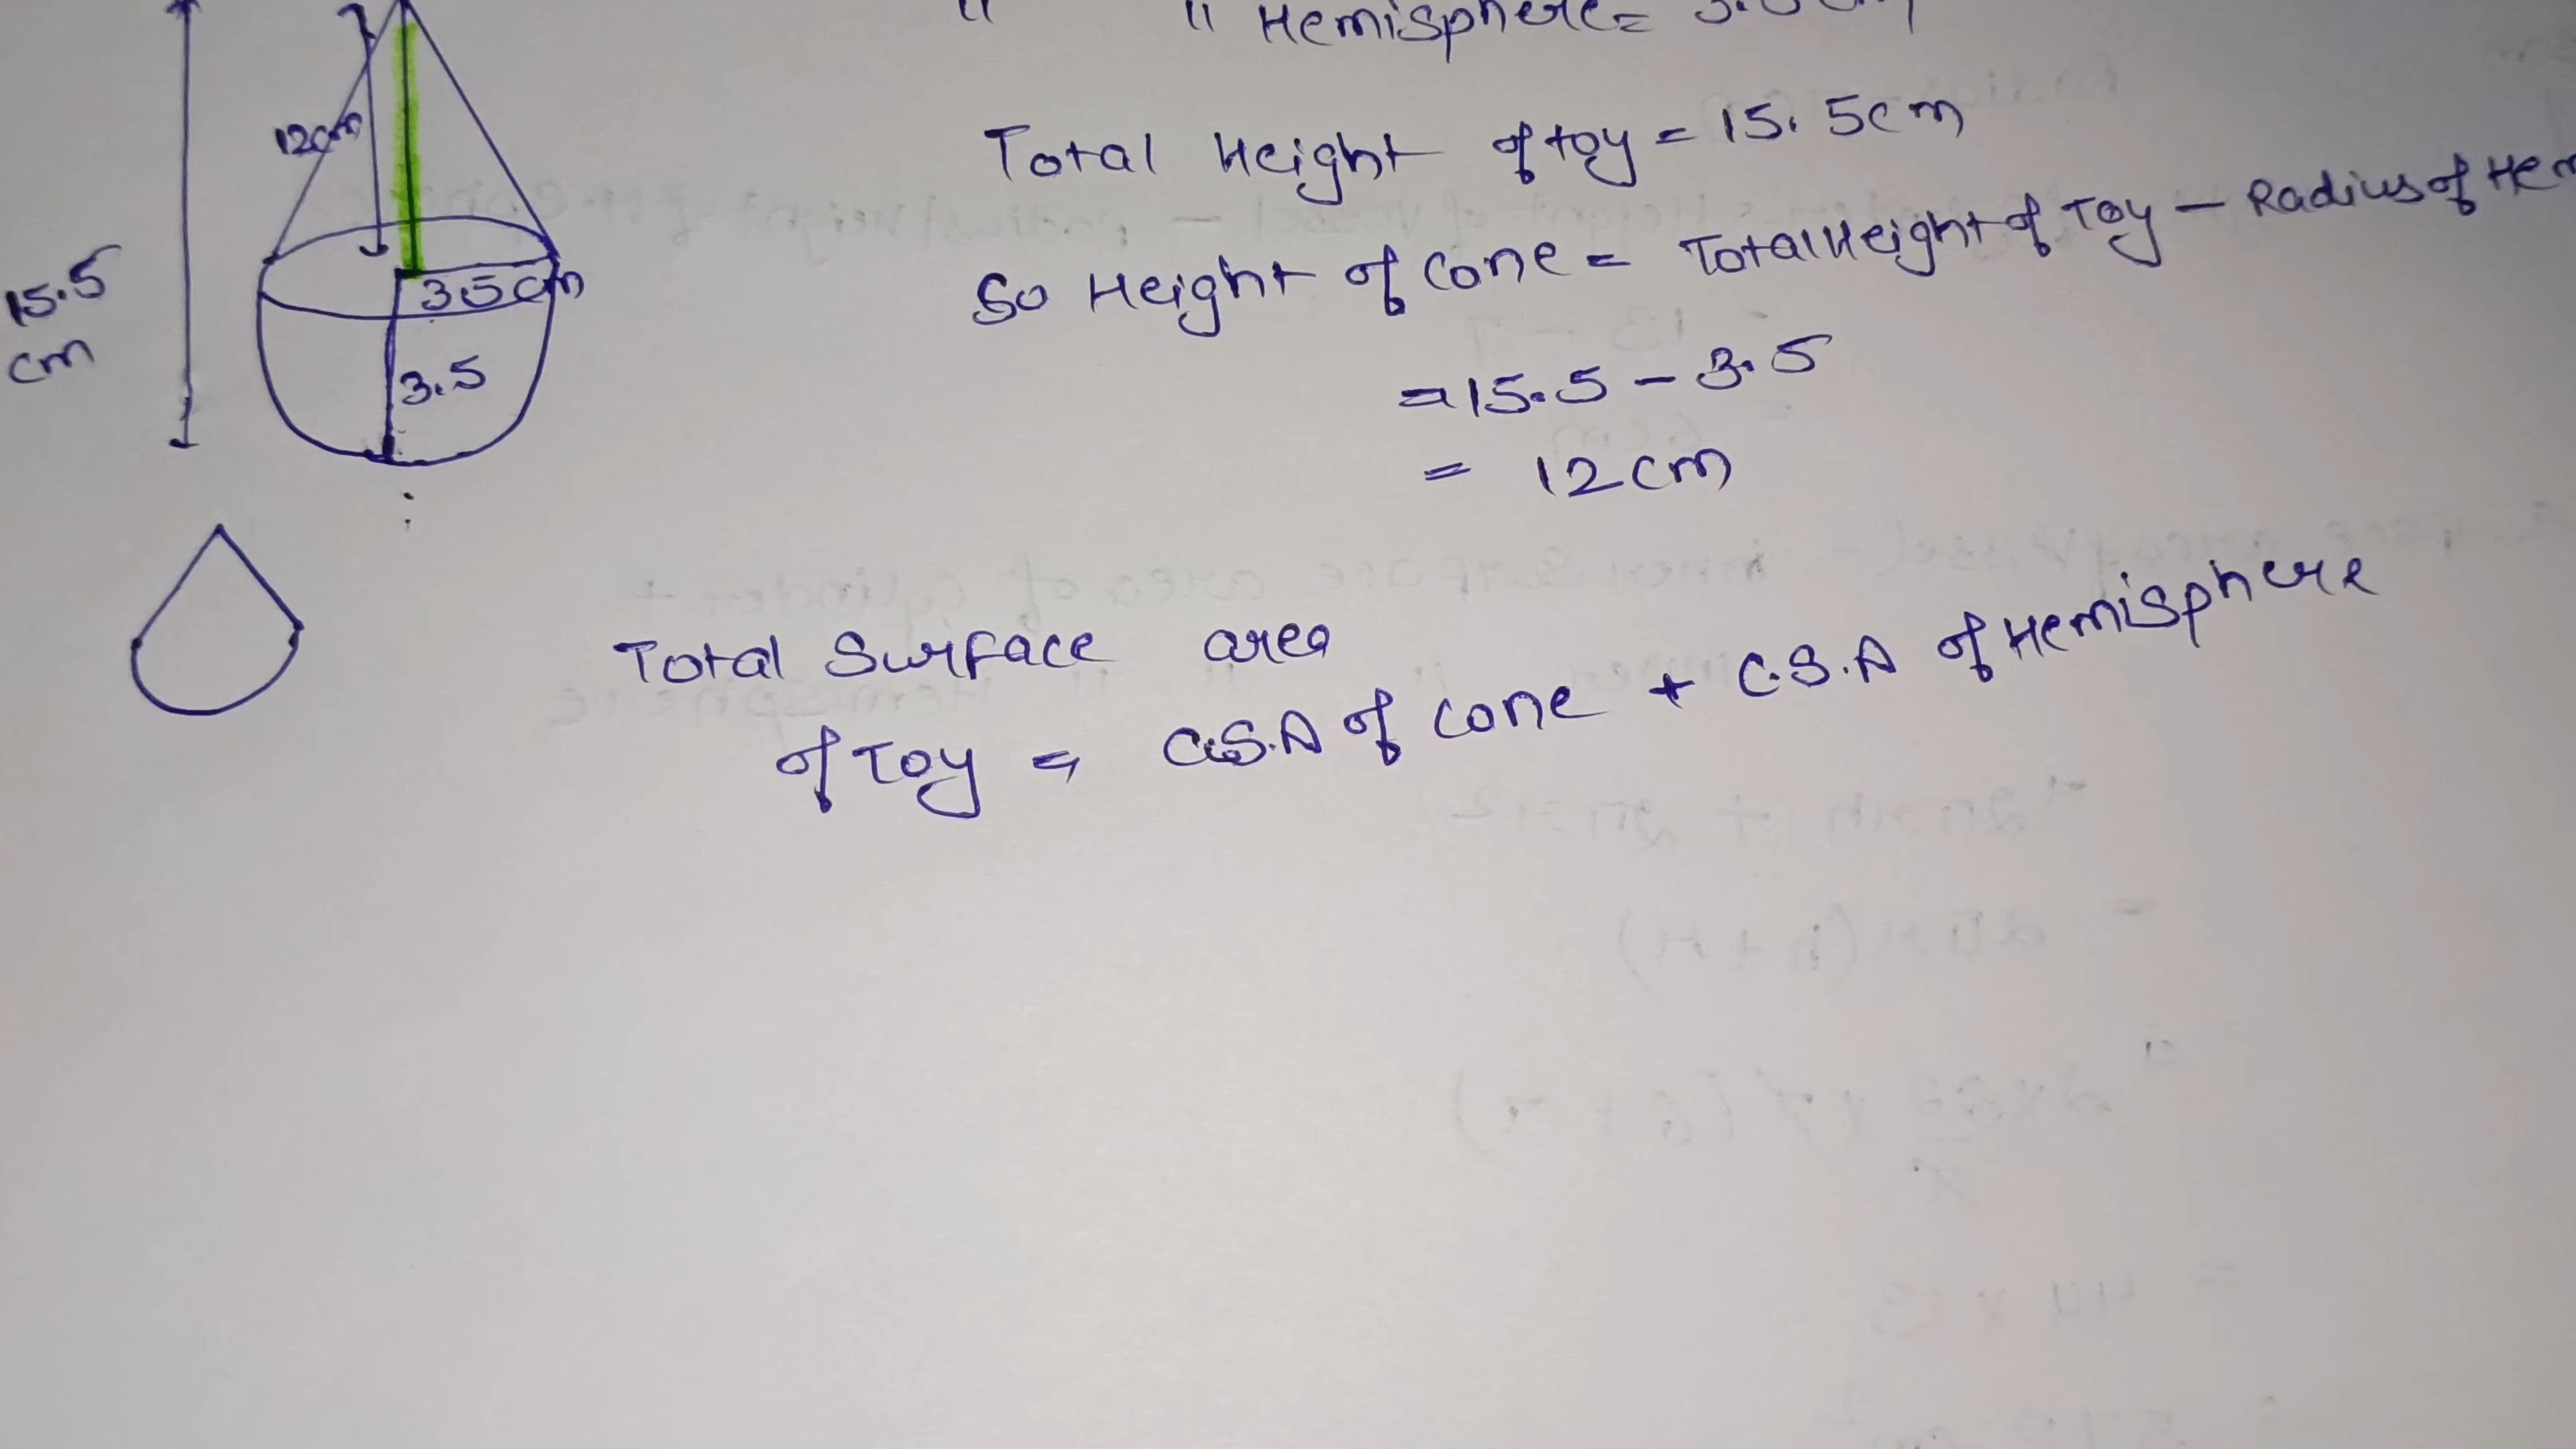 " " Hemisphere =
Total Height of toy = 15.5cm
So Height of cone = Total Height of Toy - Radius of
= 15.5 - 3.5
= 12cm
12cm
3.5cm
15.5
cm
3.5
Total Surface area
of Toy = C.S.A of cone + C.S.A of Hemisphere